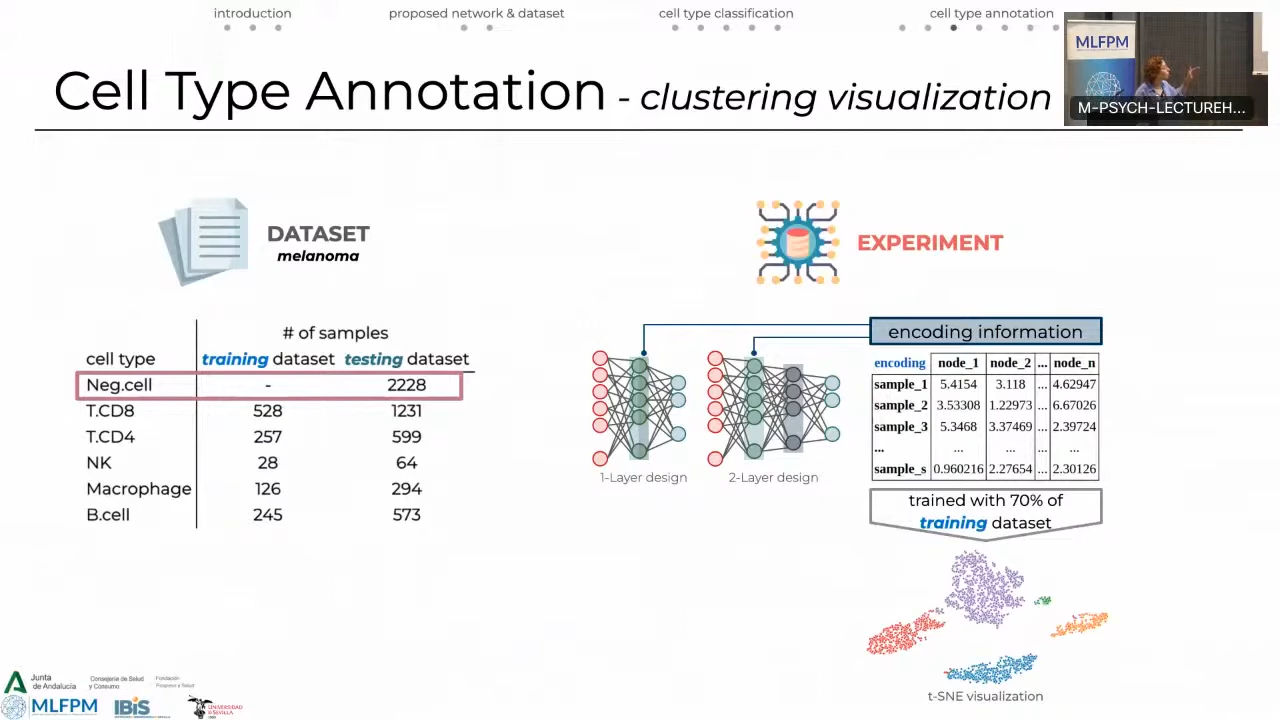 introduction
proposed network & dataset
cell type classification
cell type annotation
Cell Type Annotation - clustering visualization
MLFPM
M-PSYCH-LECTUREH...
DATASET
melanoma
EXPERIMENT
# of samples
cell type training dataset testing dataset
Neg.cell - 2228
T.CD8 528 1231
T.CD4 257 599
NK 28 64
Macrophage 126 294
B.cell 245 573
encoding information
encoding node_1 node_2 ... node_n
sample_1 5.4154 3.118 ... 4.62947
sample_2 3.53308 1.22973 ... 6.67026
sample_3 5.3468 3.37469 ... 2.39724
... ... ... ...
sample_s 0.960216 2.27654 ... 2.30126
1-Layer design
2-Layer design
trained with 70% of
training dataset
t-SNE visualization
Junta
de Andalucía
Consejería de Salud
y Consumo
Fundación
Progreso y Salud
MLFPM
IBiS
UNIVERSIDAD
DE SEVILLA